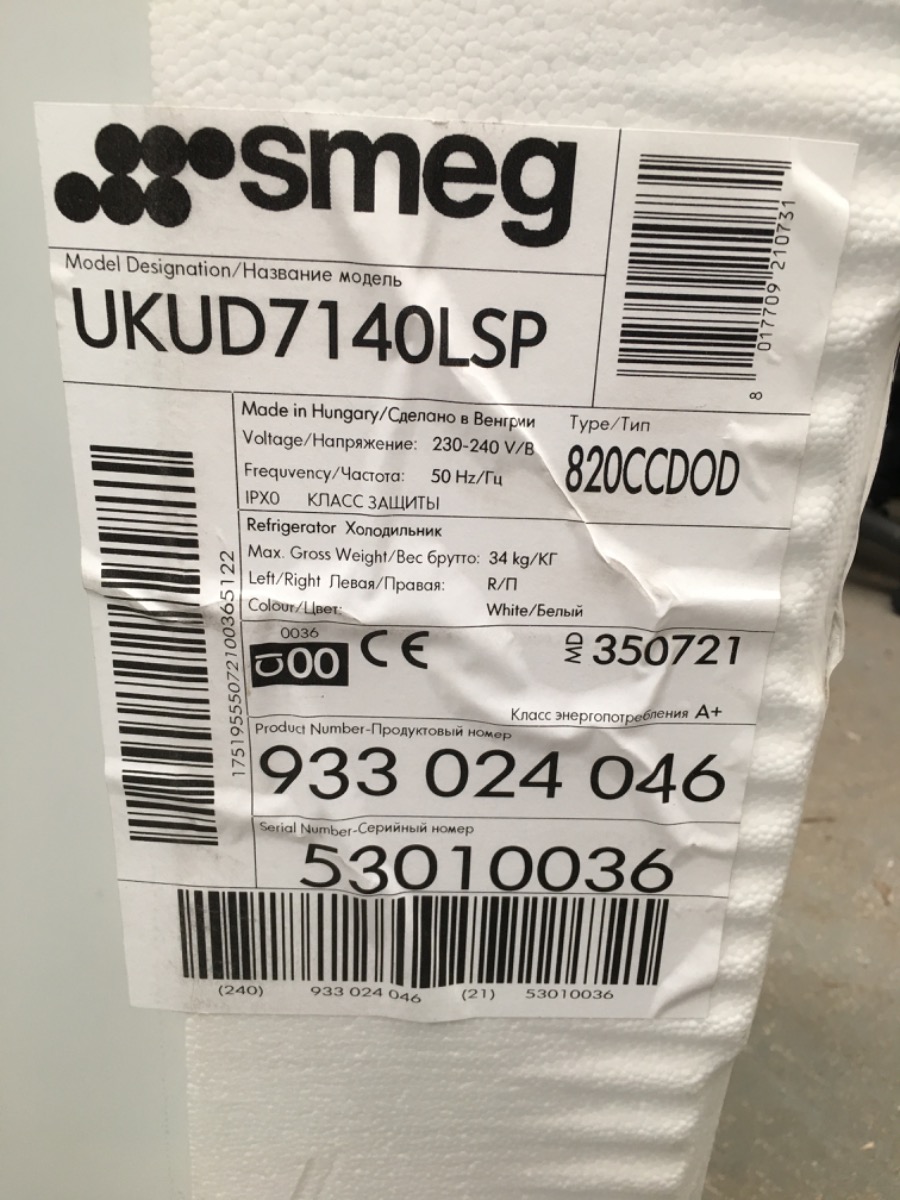 smeg
8 017709 210731
Model Designation/Название модель
UKUD7140LSP
Made in Hungary/Сделано в Венгрии
Voltage/Напряжение: 230-240 V/В
Frequvency/Частота: 50 Hz/Гц
IPX0 КЛАСС ЗАЩИТЫ
Type/Тип
820CCDOD
Refrigerator Холодильник
Max. Gross Weight/Вес брутто: 34 kg/КГ
Left/Right Левая/Правая: R/П
Colour/Цвет: White/Белый
17519555072100365122
0036
00 CE
MD 350721
Класс энергопотребления A+
Product Number-Продуктовый номер
933 024 046
Serial Number-Серийный номер
53010036
(240) 933 024 046 (21) 53010036